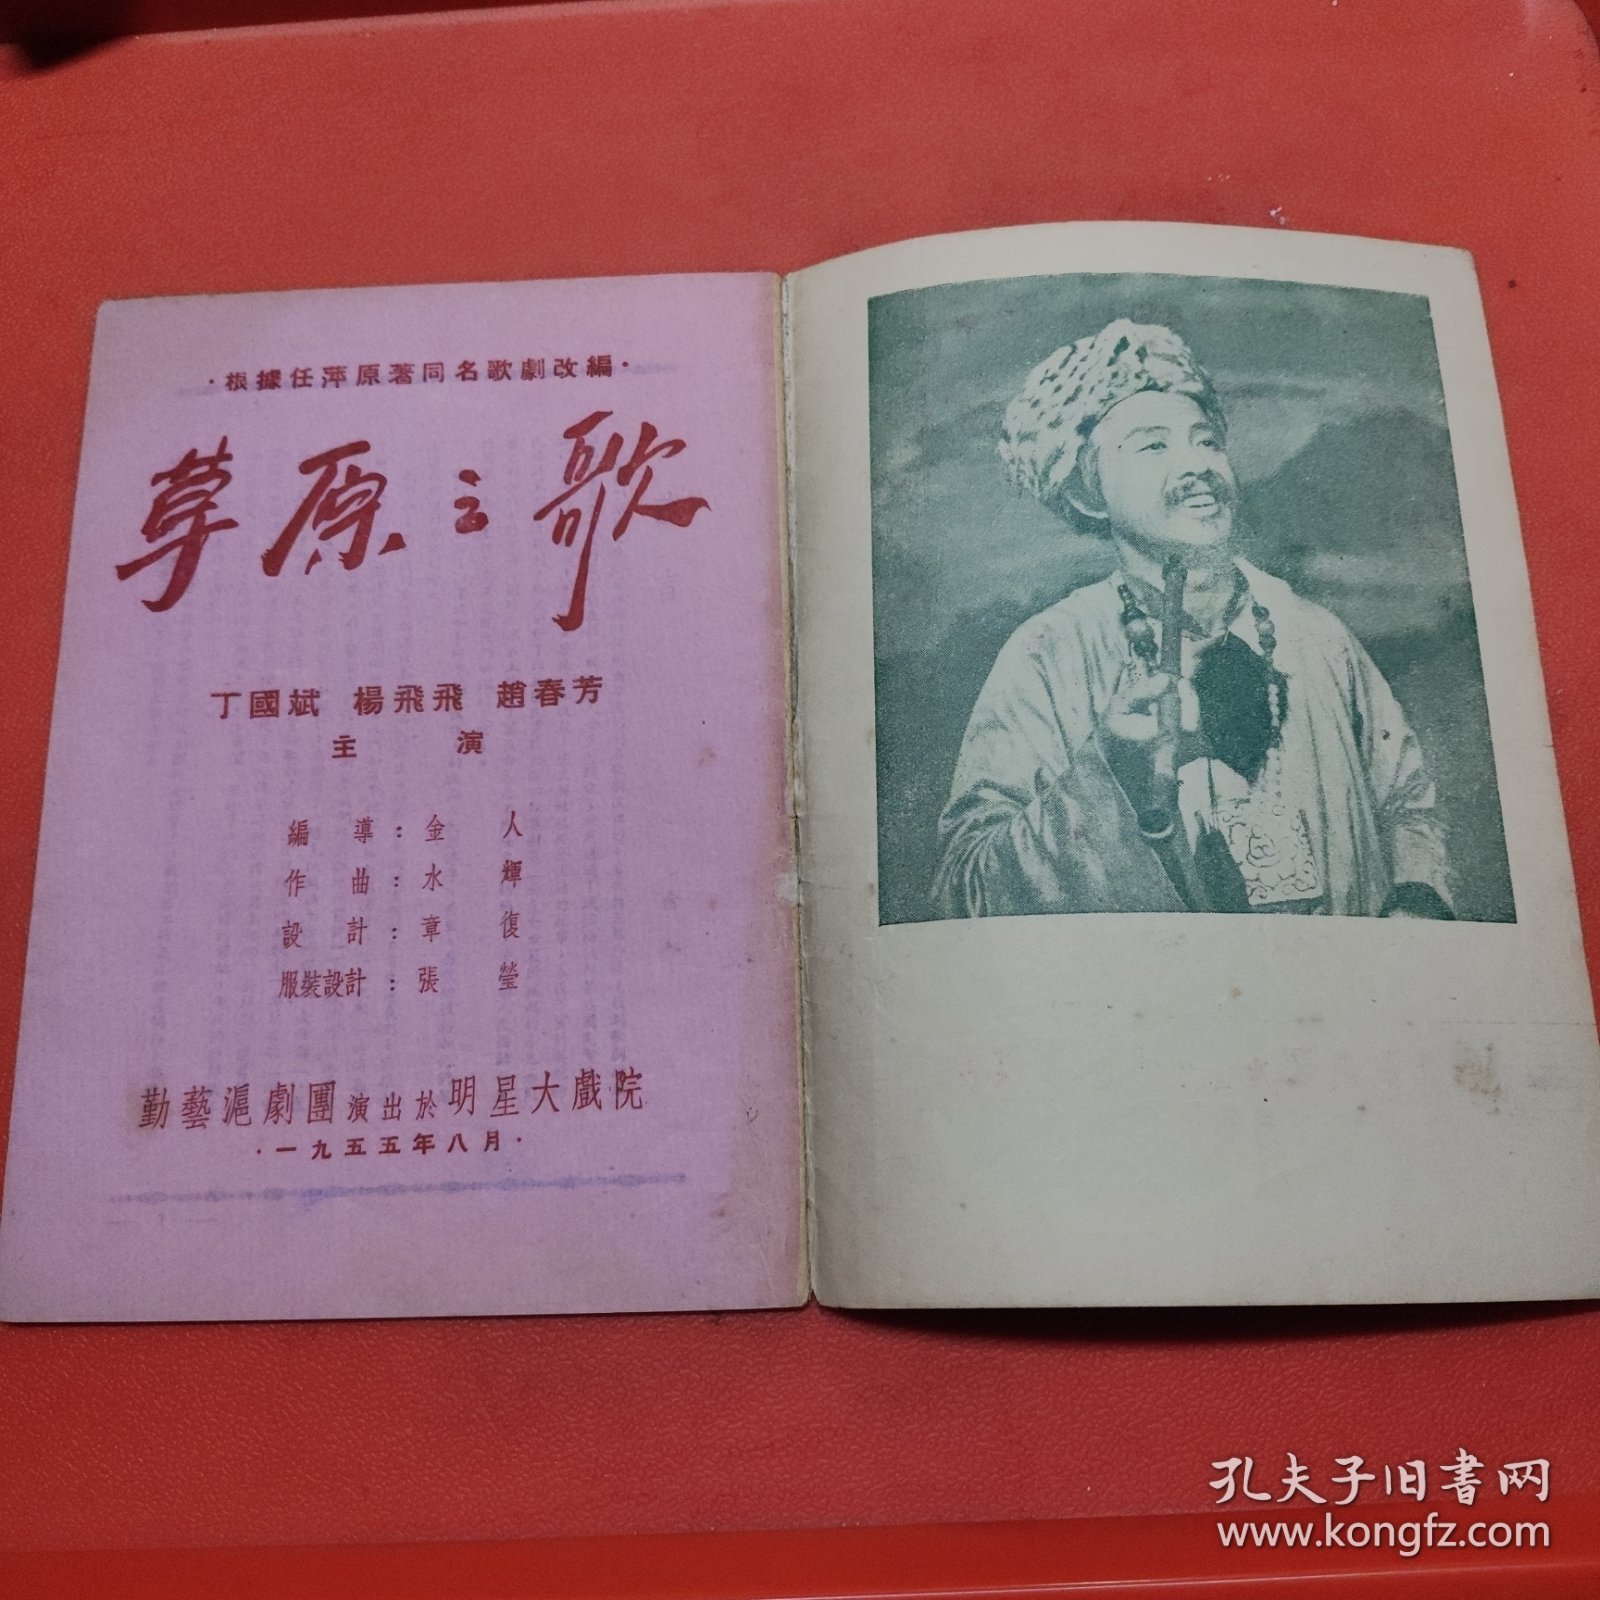 ·根據任萍原著同名歌劇改編·
草原之歌
丁國斌 楊飛飛 趙春芳
主演
編導：金人
作曲：水輝
設計：章復
服裝設計：張瑩
勤藝滬劇團演出於明星大戲院
·一九五五年八月·
孔夫子旧书网
www.kongfz.com